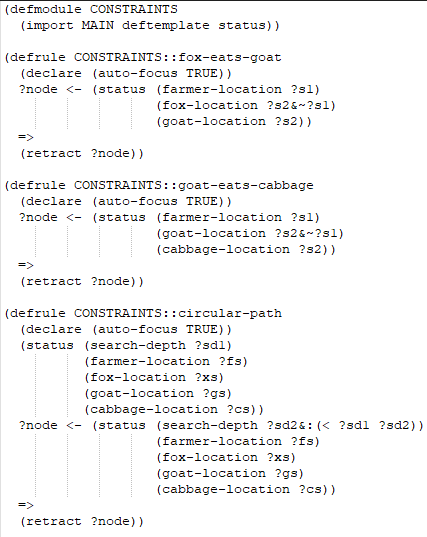 (defmodule CONSTRAINTS
  (import MAIN deftemplate status))

(defrule CONSTRAINTS::fox-eats-goat
  (declare (auto-focus TRUE))
  ?node <- (status (farmer-location ?s1)
                   (fox-location ?s2&~?s1)
                   (goat-location ?s2))
  =>
  (retract ?node))

(defrule CONSTRAINTS::goat-eats-cabbage
  (declare (auto-focus TRUE))
  ?node <- (status (farmer-location ?s1)
                   (goat-location ?s2&~?s1)
                   (cabbage-location ?s2))
  =>
  (retract ?node))

(defrule CONSTRAINTS::circular-path
  (declare (auto-focus TRUE))
  (status (search-depth ?sd1)
          (farmer-location ?fs)
          (fox-location ?xs)
          (goat-location ?gs)
          (cabbage-location ?cs))
  ?node <- (status (search-depth ?sd2&:(< ?sd1 ?sd2))
                   (farmer-location ?fs)
                   (fox-location ?xs)
                   (goat-location ?gs)
                   (cabbage-location ?cs))
  =>
  (retract ?node))